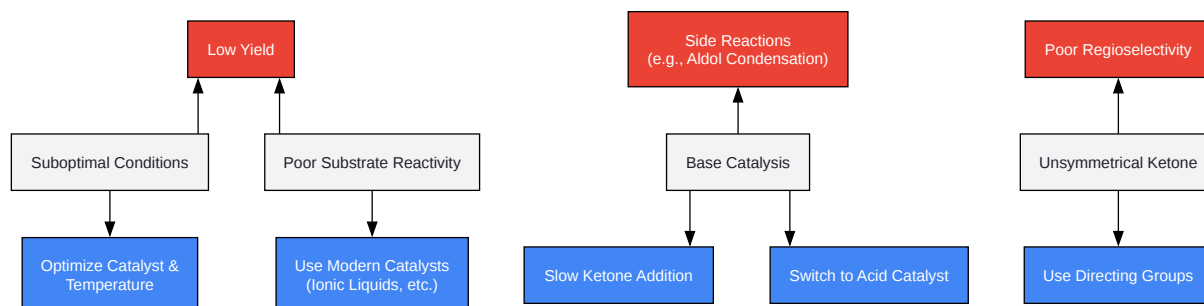 Low Yield
Side Reactions
(e.g., Aldol Condensation)
Poor Regioselectivity
Suboptimal Conditions
Poor Substrate Reactivity
Base Catalysis
Unsymmetrical Ketone
Optimize Catalyst &
Temperature
Use Modern Catalysts
(Ionic Liquids, etc.)
Slow Ketone Addition
Switch to Acid Catalyst
Use Directing Groups